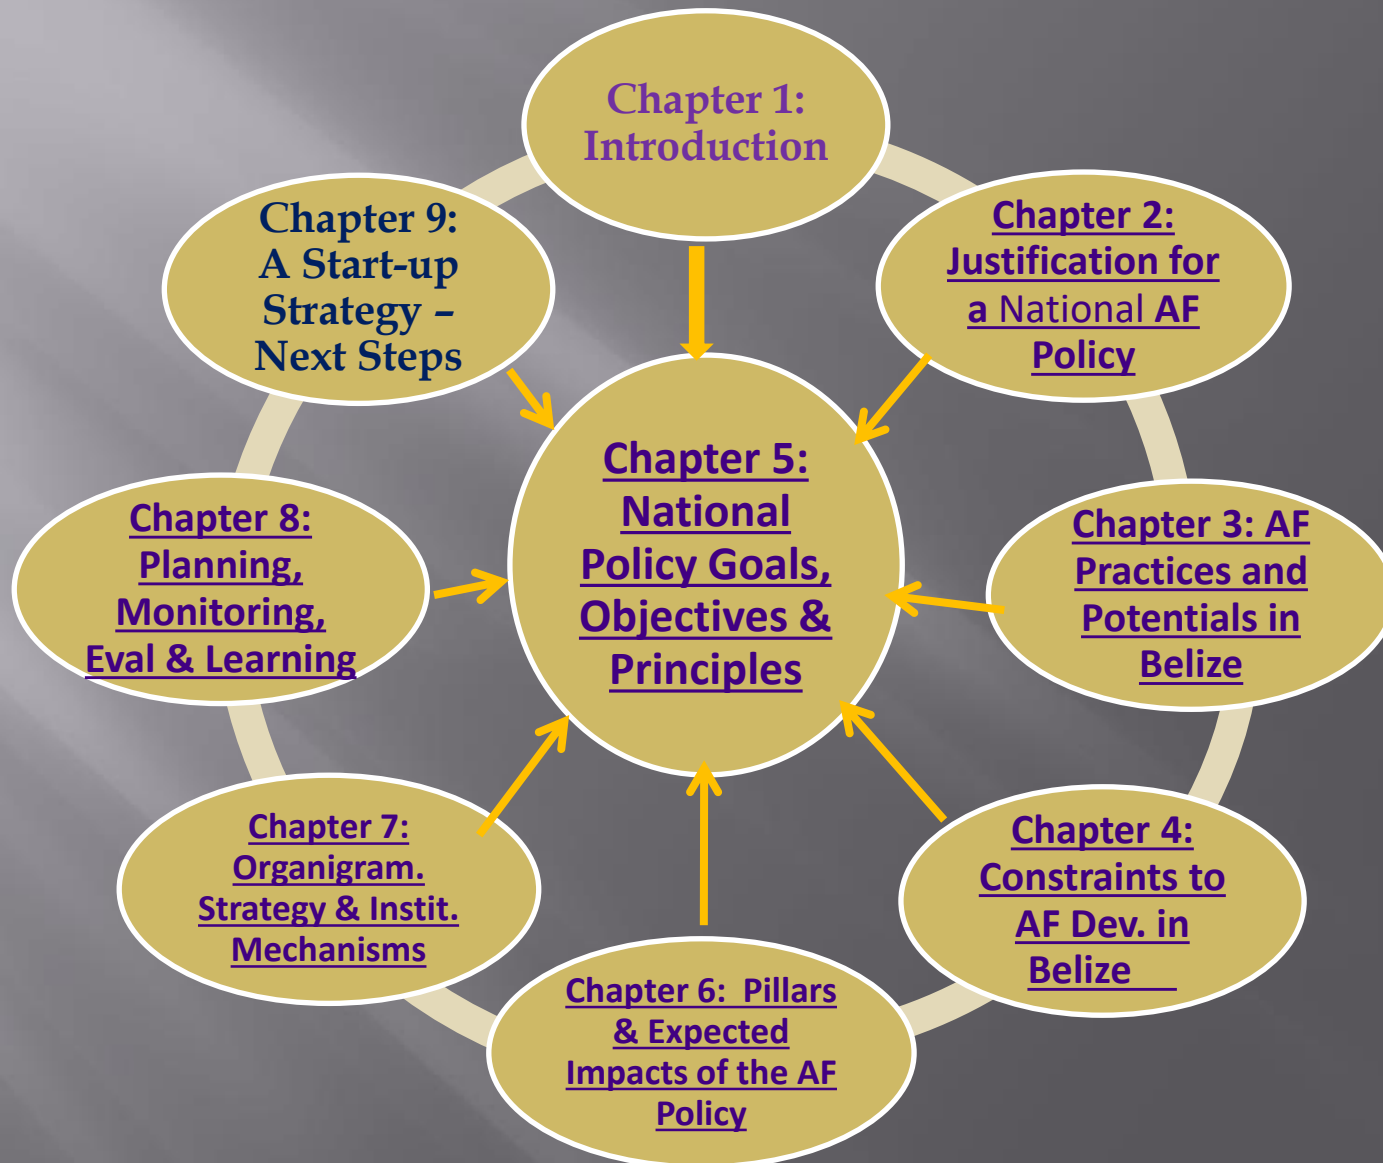 Chapter 1:
Introduction
Chapter 2:
Justification for
a National AF
Policy
Chapter 3: AF
Practices and
Potentials in
Belize
Chapter 4:
Constraints to
AF Dev. in
Belize
Chapter 5:
National
Policy Goals,
Objectives &
Principles
Chapter 6:  Pillars
& Expected
Impacts of the AF
Policy
Chapter 7:
Organigram.
Strategy & Instit.
Mechanisms
Chapter 8:
Planning,
Monitoring,
Eval & Learning
Chapter 9:
A Start-up
Strategy –
Next Steps